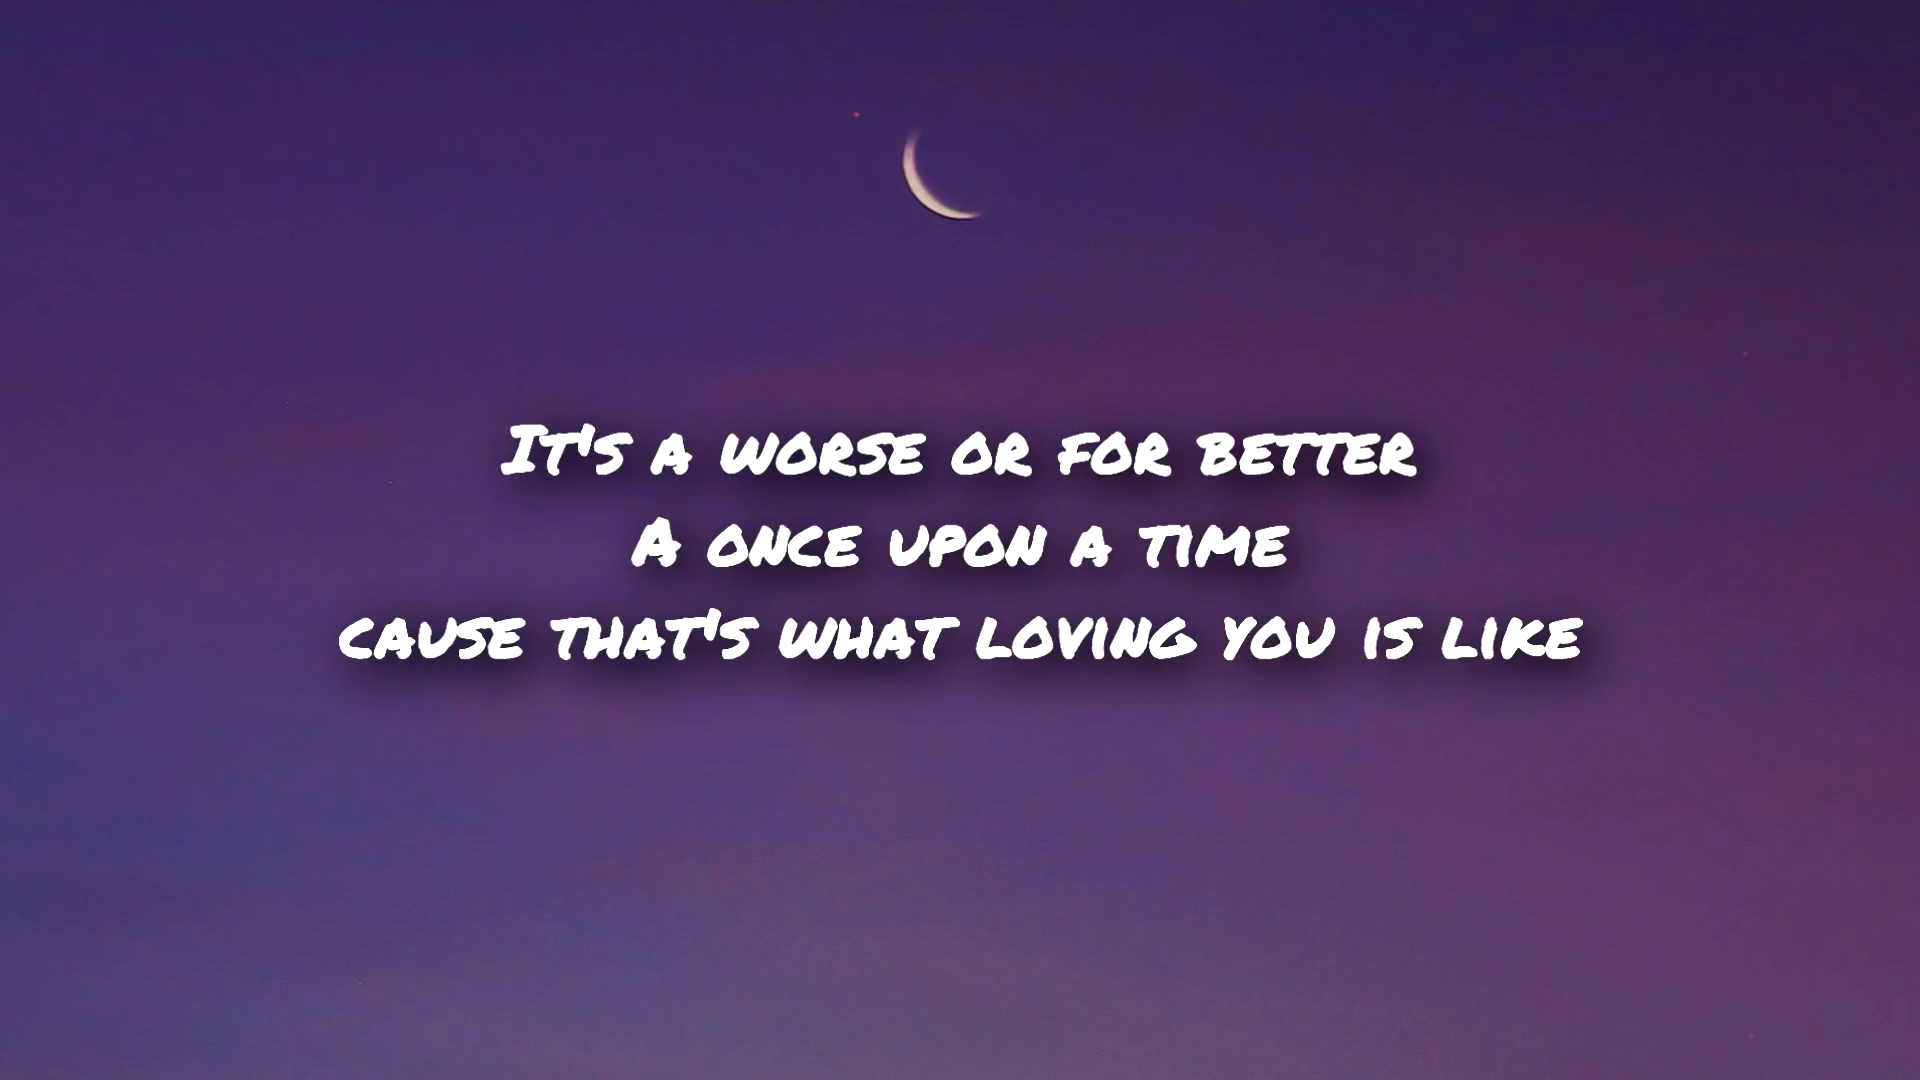 It's a worse or for better
A once upon a time
cause that's what loving you is like